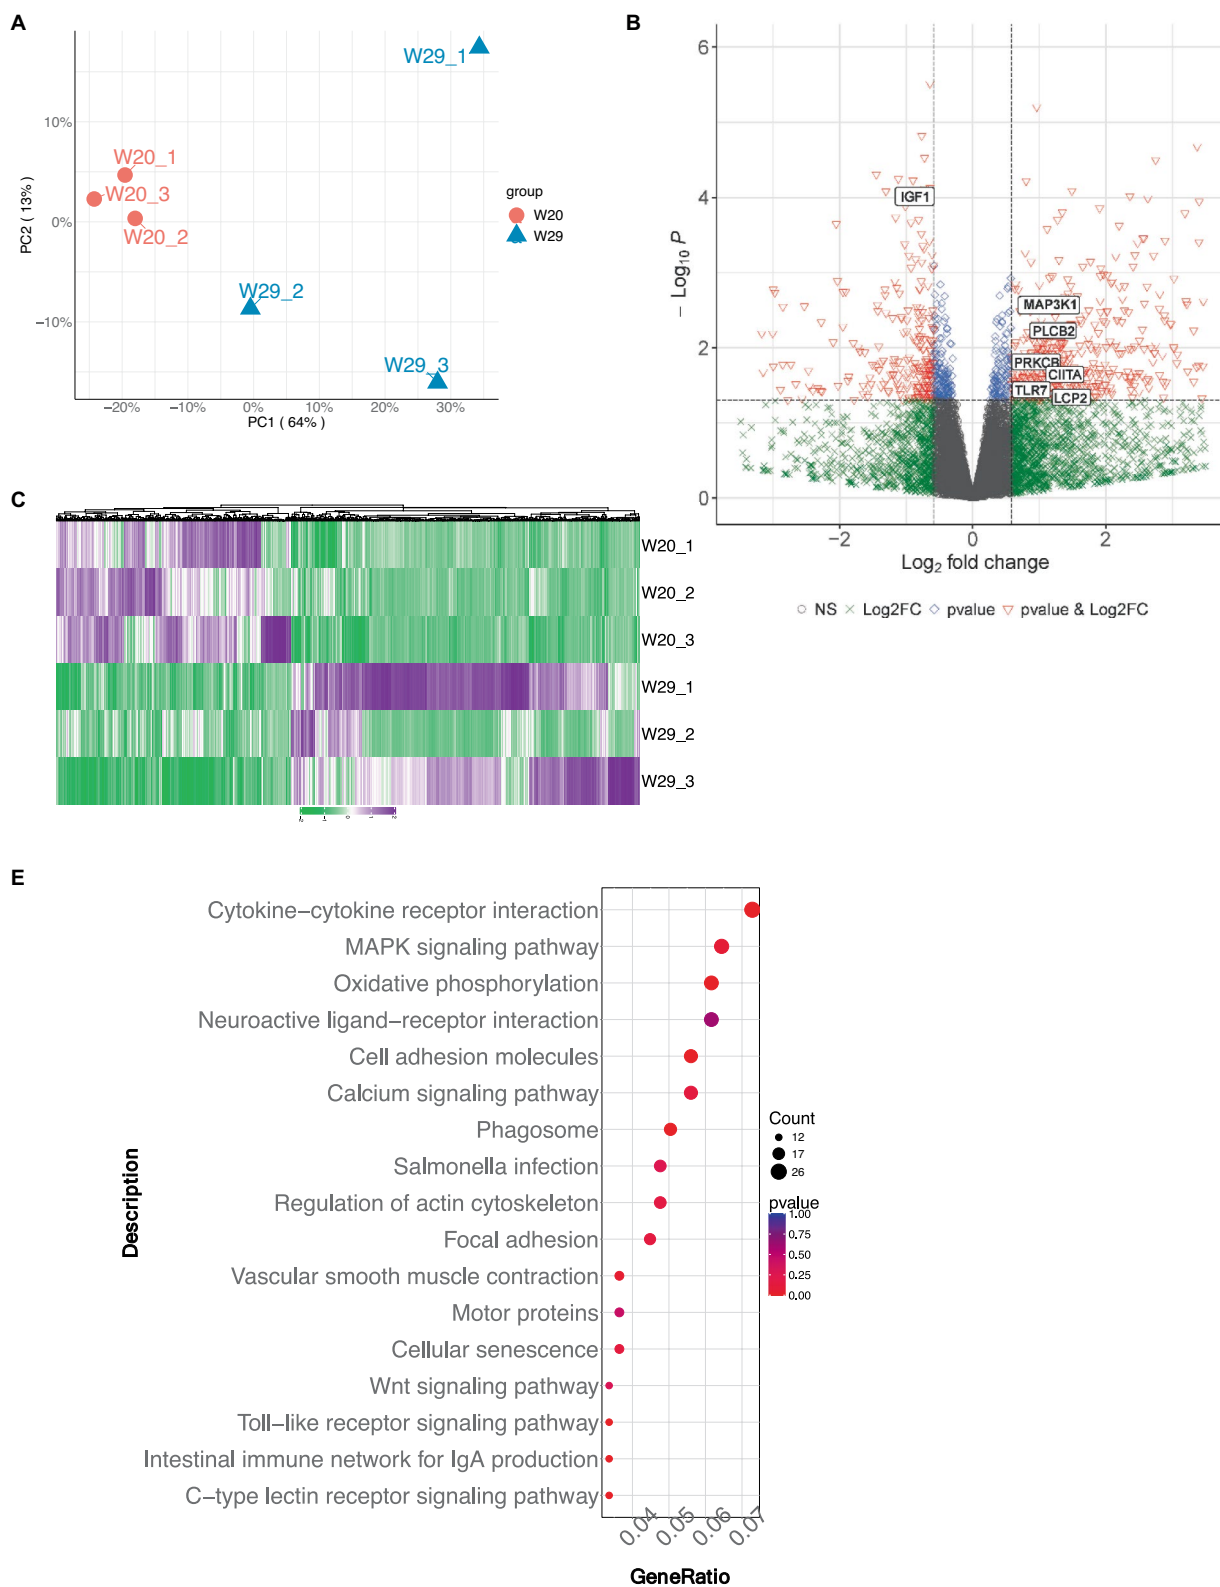 A
W29_1
10%
W20_1
W20_3
0%
W20_2
W29_2
−10%
W29_3
−20%
−10%
0%
10%
20%
30%
PC1 ( 64% )
PC2 ( 13% )
group
W20
W29
B
6
4
2
0
− Log10 P
IGF1
MAP3K1
PLCB2
PRKCB
CIITA
TLR7
LCP2
−2
0
2
Log2 fold change
NS
Log2FC
pvalue
pvalue & Log2FC
C
W20_1
W20_2
W20_3
W29_1
W29_2
W29_3
0
1
2
E
Cytokine−cytokine receptor interaction
MAPK signaling pathway
Oxidative phosphorylation
Neuroactive ligand−receptor interaction
Cell adhesion molecules
Calcium signaling pathway
Phagosome
Salmonella infection
Regulation of actin cytoskeleton
Focal adhesion
Vascular smooth muscle contraction
Motor proteins
Cellular senescence
Wnt signaling pathway
Toll−like receptor signaling pathway
Intestinal immune network for IgA production
C−type lectin receptor signaling pathway
Description
0.04
0.05
0.06
0.07
GeneRatio
Count
12
17
26
pvalue
1.00
0.75
0.50
0.25
0.00